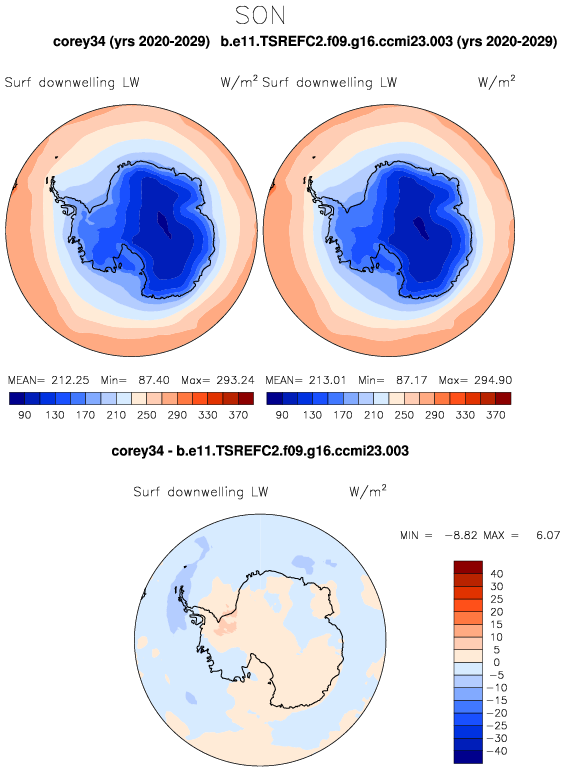 SON
corey34 (yrs 2020-2029) b.e11.TSREFC2.f09.g16.ccmi23.003 (yrs 2020-2029)
Surf downwelling LW W/m² Surf downwelling LW W/m²
MEAN= 212.25 Min= 87.40 Max= 293.24 MEAN= 213.01 Min= 87.17 Max= 294.90
90 130 170 210 250 290 330 370 90 130 170 210 250 290 330 370
corey34 - b.e11.TSREFC2.f09.g16.ccmi23.003
Surf downwelling LW W/m²
MIN = -8.82 MAX = 6.07
40
30
25
20
15
10
5
0
-5
-10
-15
-20
-25
-30
-40